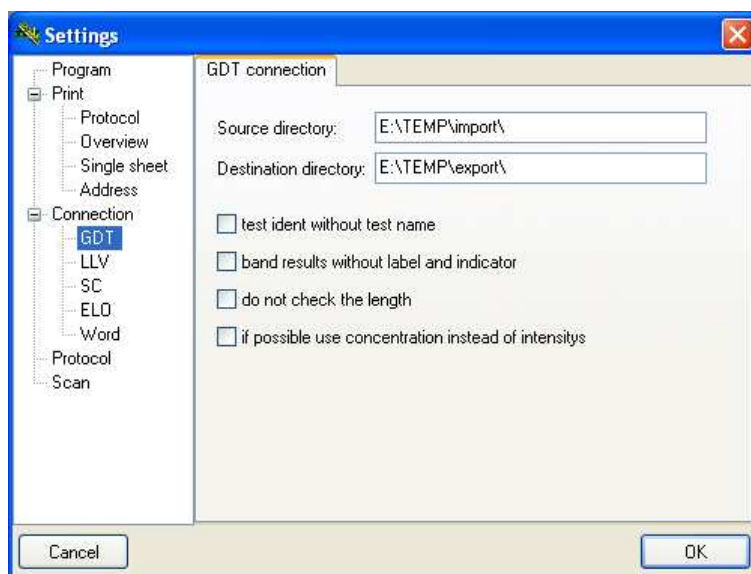 Settings
Program
Print
Protocol
Overview
Single sheet
Address
Connection
GDT
LLV
SC
ELO
Word
Protocol
Scan
GDT connection
Source directory: E:\TEMP\import\
Destination directory: E:\TEMP\export\
test ident without test name
band results without label and indicator
do not check the length
if possible use concentration instead of intensitys
Cancel
OK